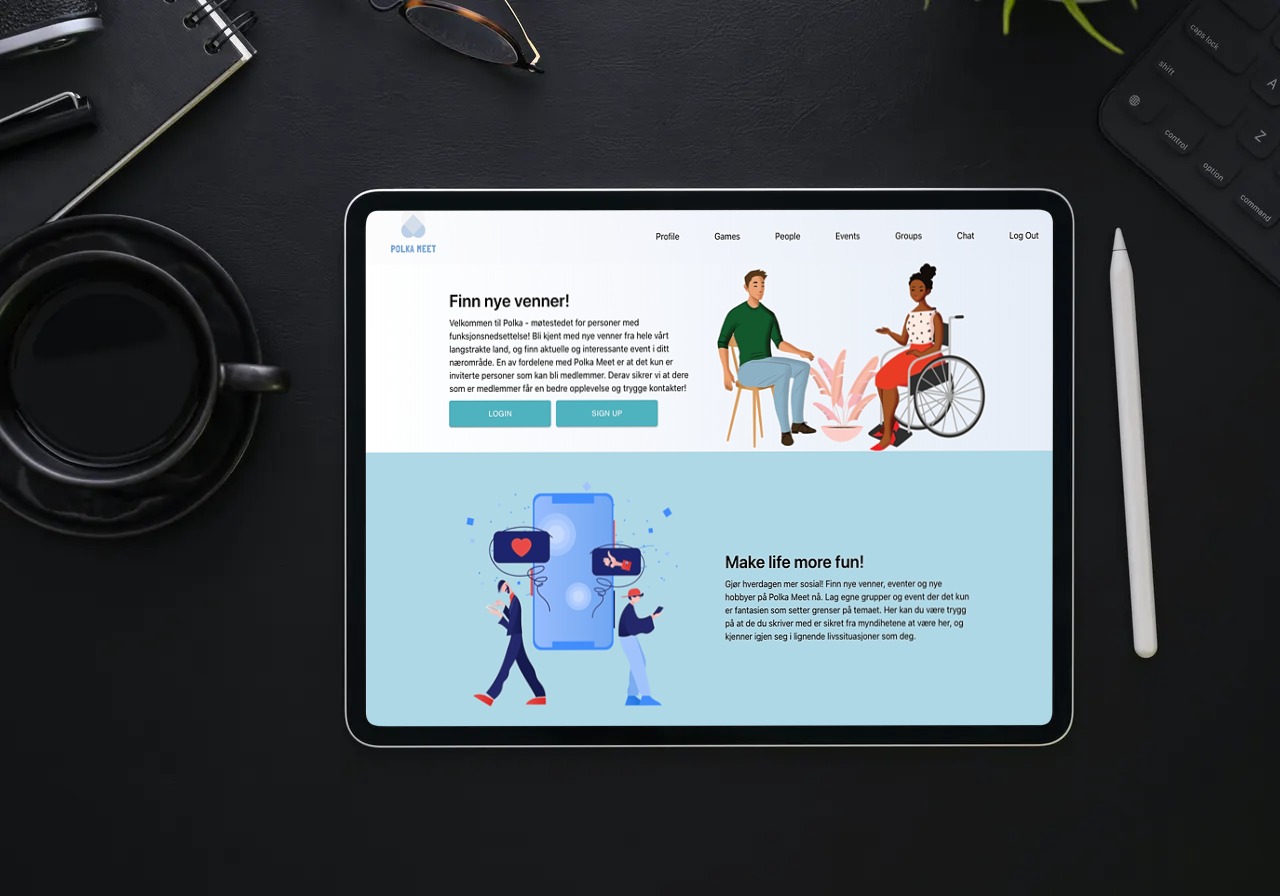 caps lock
A
shift
Z
control
option
command
POLKA MEET
Profile Games People Events Groups Chat Log Out
Finn nye venner!
Velkommen til Polka - møtestedet for personer med
funksjonsnedsettelse! Bli kjent med nye venner fra hele vårt
langstrakte land, og finn aktuelle og interessante event i ditt
nærområde. En av fordelene med Polka Meet er at det kun er
inviterte personer som kan bli medlemmer. Derav sikrer vi at dere
som er medlemmer får en bedre opplevelse og trygge kontakter!
LOGIN SIGN UP
Make life more fun!
Gjør hverdagen mer sosial! Finn nye venner, eventer og nye
hobbyer på Polka Meet nå. Lag egne grupper og event der det kun
er fantasien som setter grenser på temaet. Her kan du være trygg
på at de du skriver med er sikret fra myndihetene at være her, og
kjenner igjen seg i lignende livssituasjoner som deg.